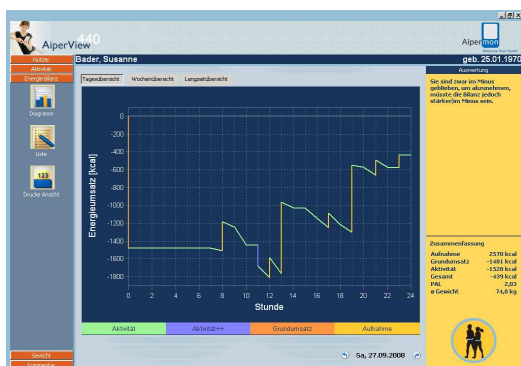 AiperView
440
Aipermon
Nutzer
Bader, Susanne
geb. 25.01.1970
Aktivität
Energie Bilanz
Diagramm
Liste
123
Drucke Ansicht
Gewicht
Tagesübersicht
Wochenübersicht
Langzeitübersicht
Energieumsatz [kcal]
0
-200
-400
-600
-800
-1000
-1200
-1400
-1600
-1800
0 2 4 6 8 10 12 14 16 18 20 22 24
Stunde
Aktivität
Aktivität++
Grundumsatz
Aufnahme
Sa, 27.09.2008
Auswertung
Sie sind zwar im Minus
geblieben, um abzunehmen,
müsste die Bilanz jedoch
stärker im Minus sein.
Zusammenfassung
Aufnahme 2570 kcal
Grundumsatz -1481 kcal
Aktivität -1528 kcal
Gesamt -439 kcal
PAL 2,03
ø Gewicht 74,8 kg